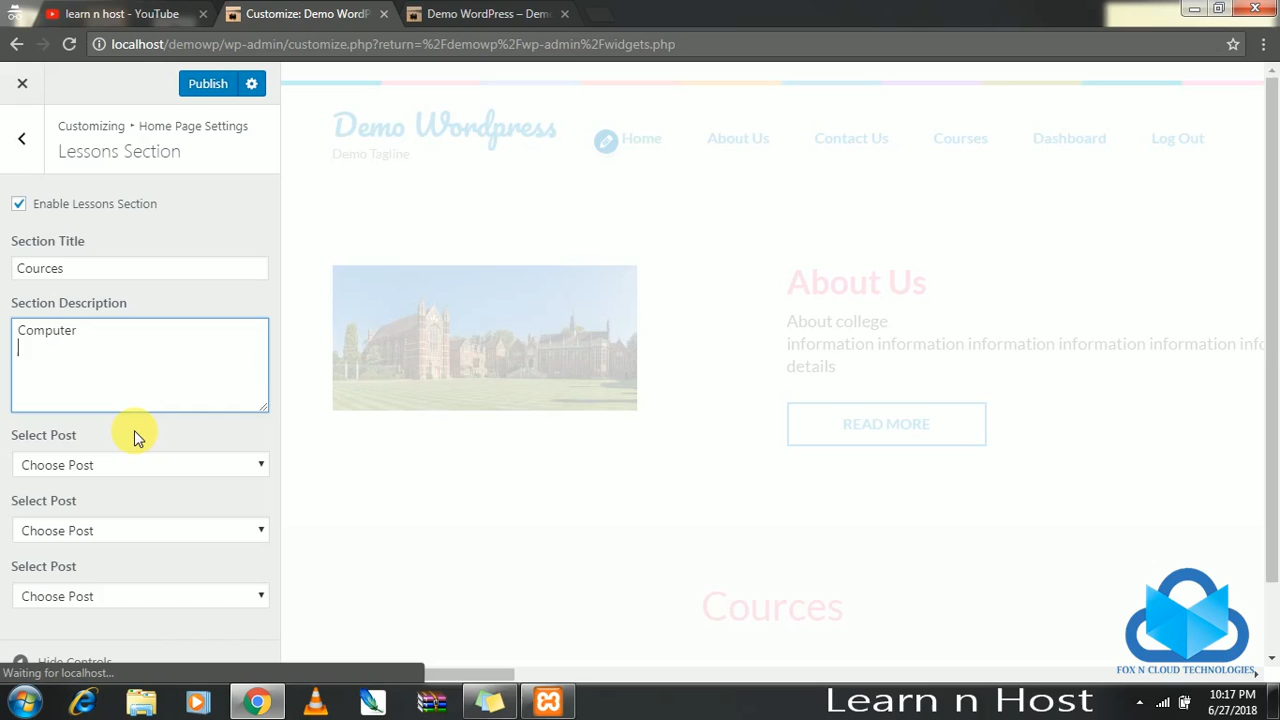 learn n host - YouTube
Customize: Demo WordP
Demo WordPress – Demo
localhost/demowp/wp-admin/customize.php?return=%2Fdemowp%2Fwp-admin%2Fwidgets.php
Publish
Customizing ▸ Home Page Settings
Lessons Section
Enable Lessons Section
Section Title
Cources
Section Description
Computer
Select Post
Choose Post
Select Post
Choose Post
Select Post
Choose Post
Hide Controls
Waiting for localhost...
Demo Wordpress
Demo Tagline
Home
About Us
Contact Us
Courses
Dashboard
Log Out
About Us
About college
information information information information information info
details
READ MORE
Cources
FOX N CLOUD TECHNOLOGIES
Learn n Host
10:17 PM
6/27/2018